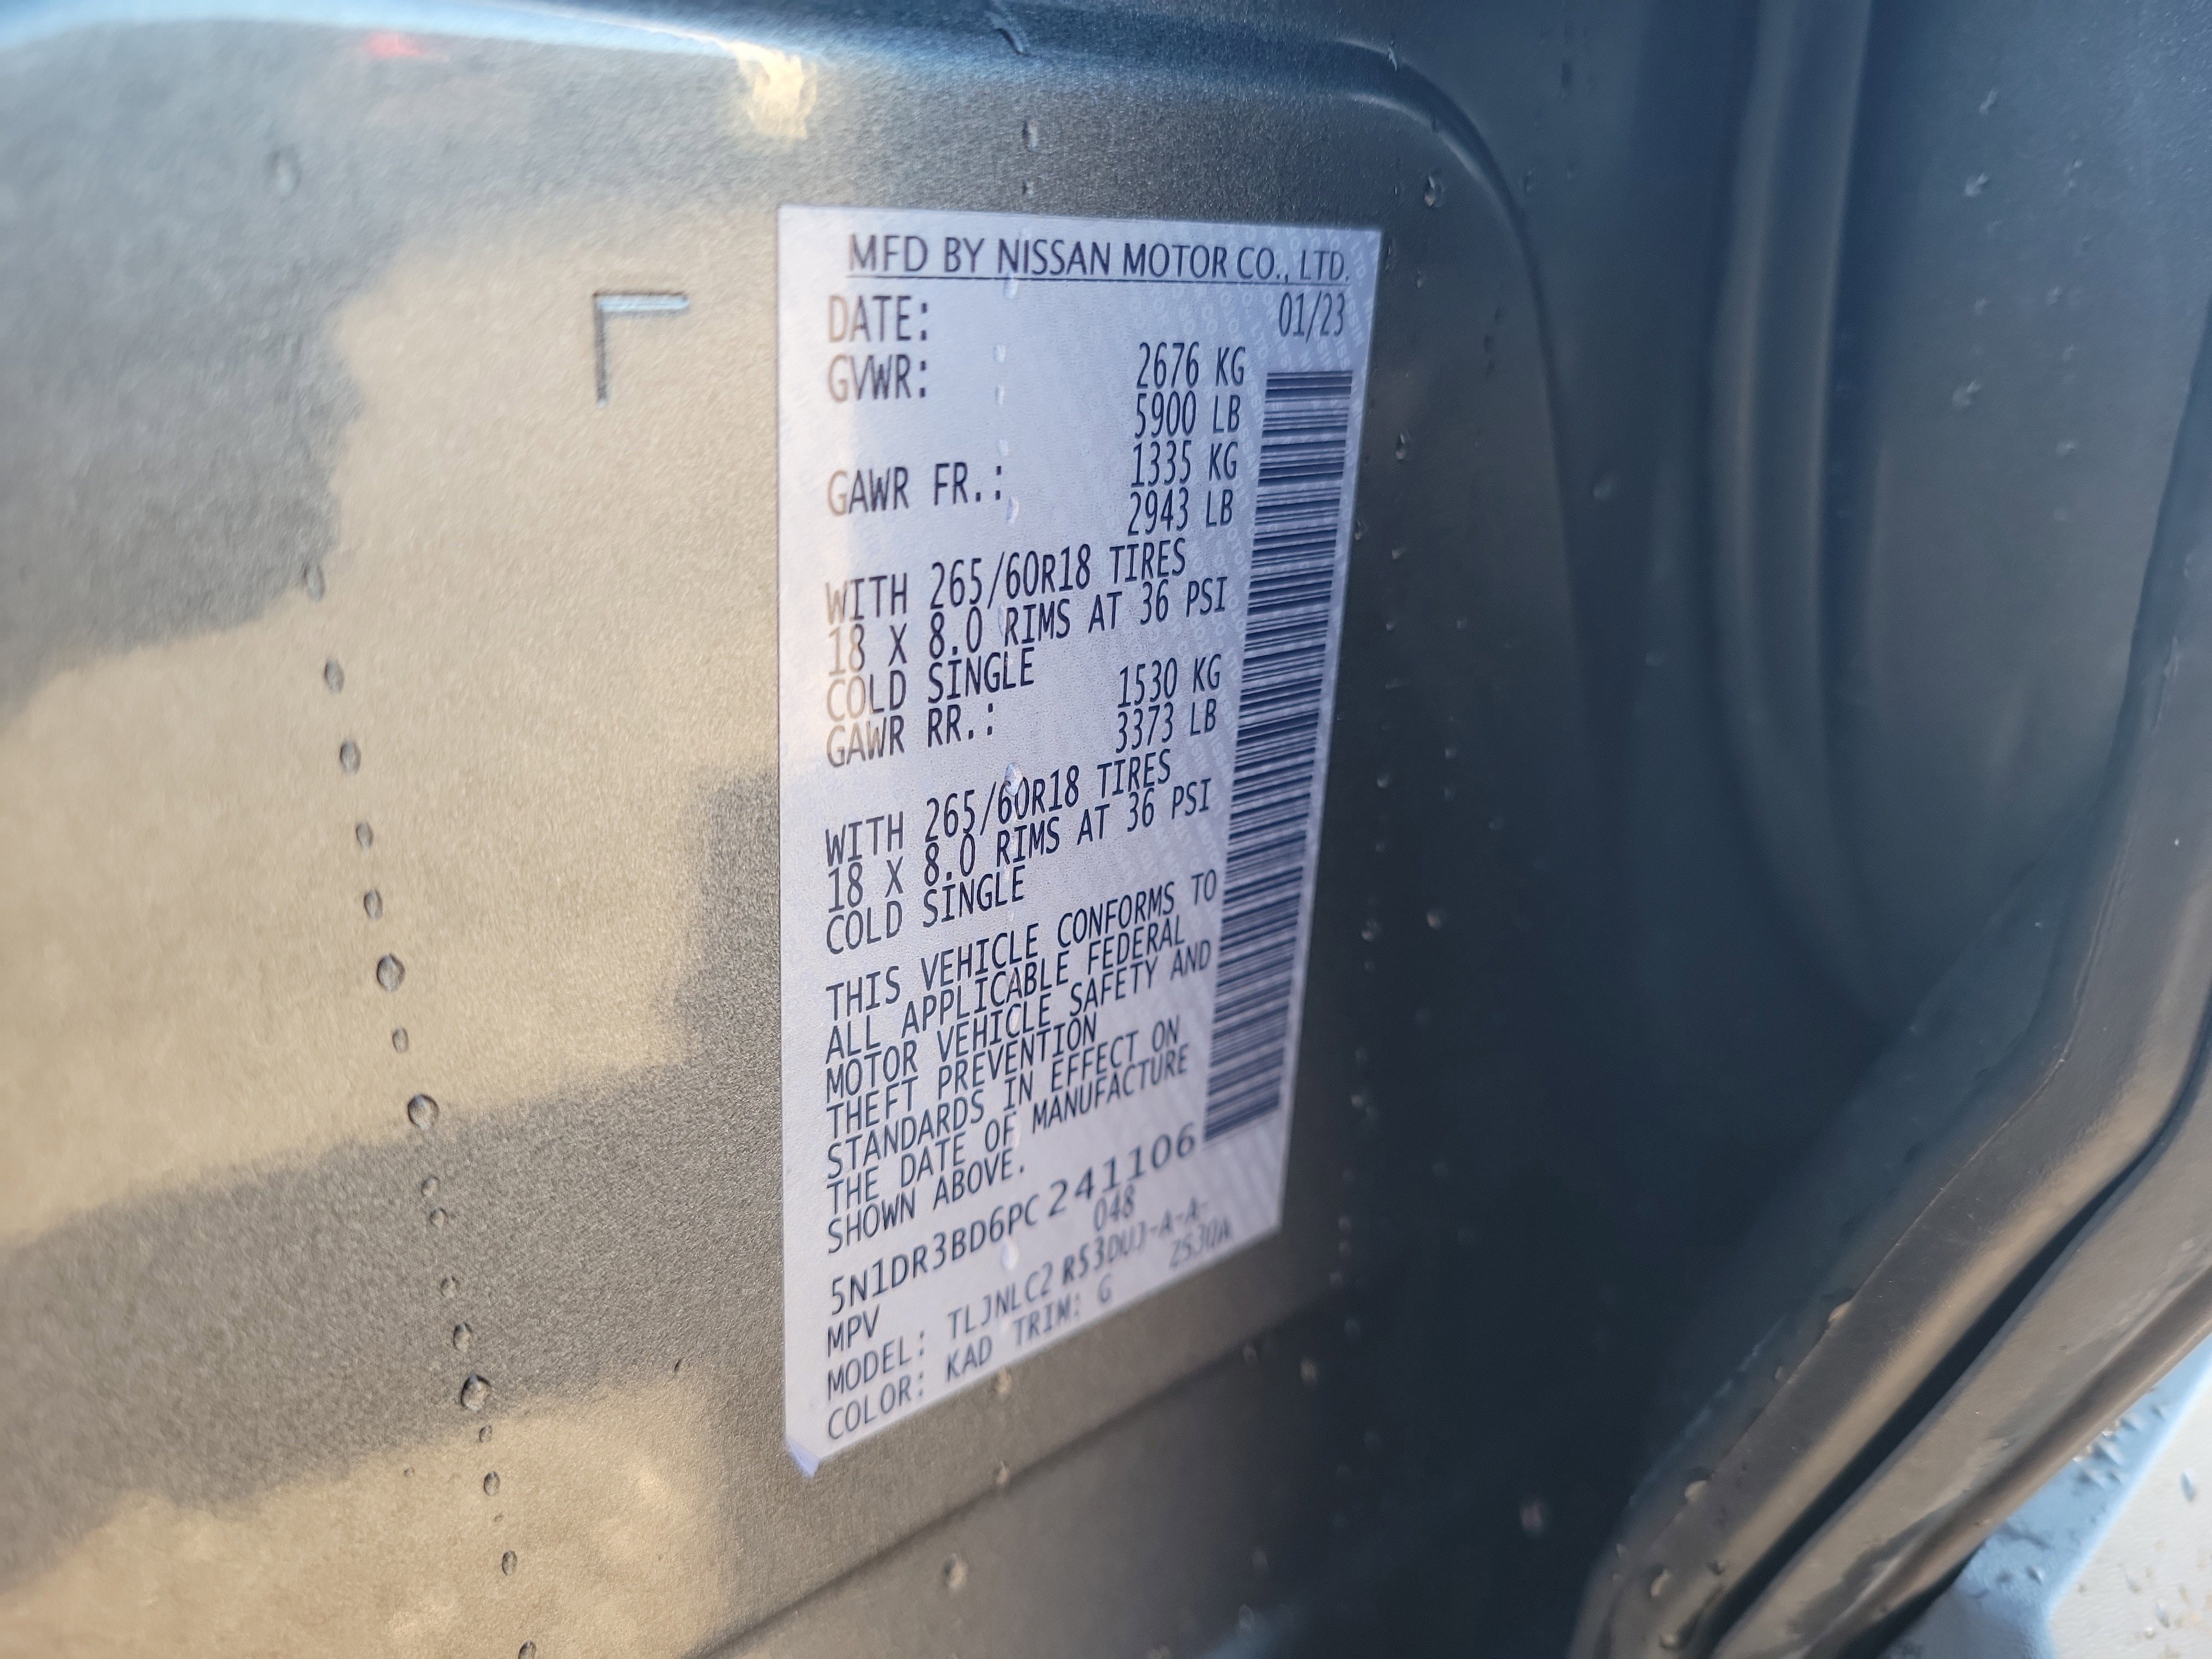 MFD BY NISSAN MOTOR CO., LTD.
DATE: 01/23
GVWR: 2676 KG
5900 LB
GAWR FR.: 1335 KG
2943 LB
WITH 265/60R18 TIRES
18 X 8.0 RIMS AT 36 PSI
COLD SINGLE
GAWR RR.: 1530 KG
3373 LB
WITH 265/60R18 TIRES
18 X 8.0 RIMS AT 36 PSI
COLD SINGLE
THIS VEHICLE CONFORMS TO
ALL APPLICABLE FEDERAL
MOTOR VEHICLE SAFETY AND
THEFT PREVENTION
STANDARDS IN EFFECT ON
THE DATE OF MANUFACTURE
SHOWN ABOVE.
5N1DR3BD6PC241106
MPV 048
MODEL: TLJNLC2 R53DUJ-A-A-
COLOR: KAD TRIM: G